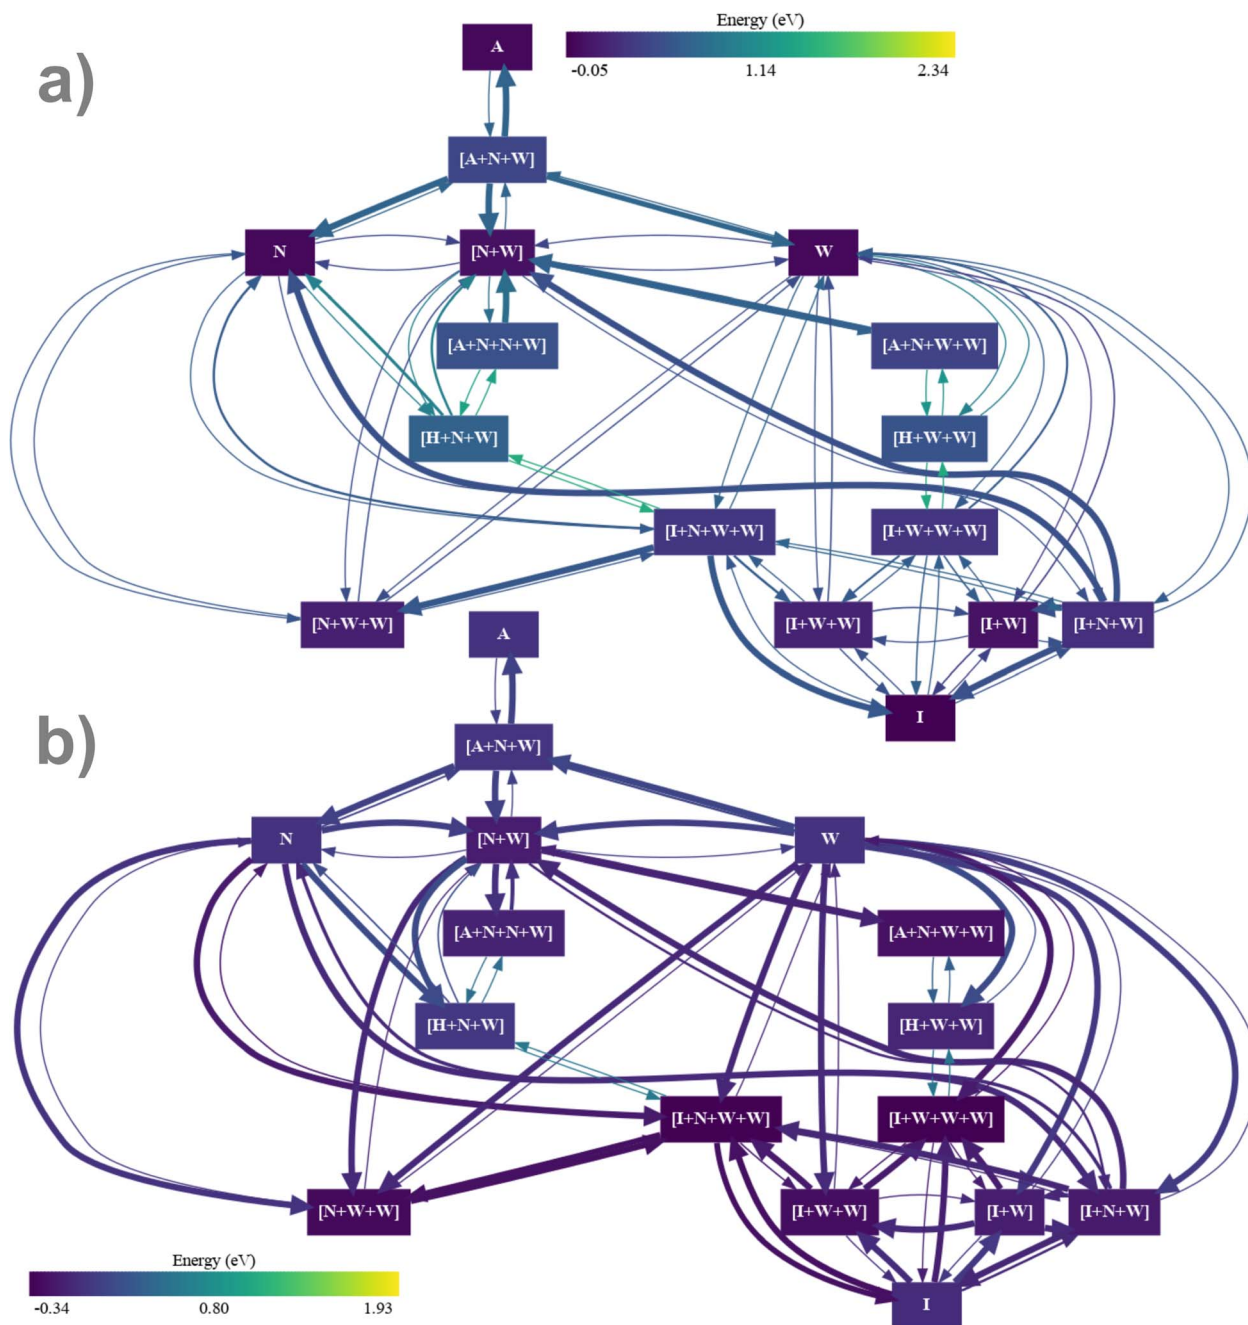 Energy (eV)
-0.05 1.14 2.34
a)
A
[A+N+W]
N [N+W] W
[A+N+N+W] [A+N+W+W]
[H+N+W] [H+W+W]
[I+N+W+W] [I+W+W+W]
[N+W+W] [I+W+W] [I+W] [I+N+W]
I
b)
A
[A+N+W]
N [N+W] W
[A+N+N+W] [A+N+W+W]
[H+N+W] [H+W+W]
[I+N+W+W] [I+W+W+W]
[N+W+W] [I+W+W] [I+W] [I+N+W]
Energy (eV)
-0.34 0.80 1.93
I